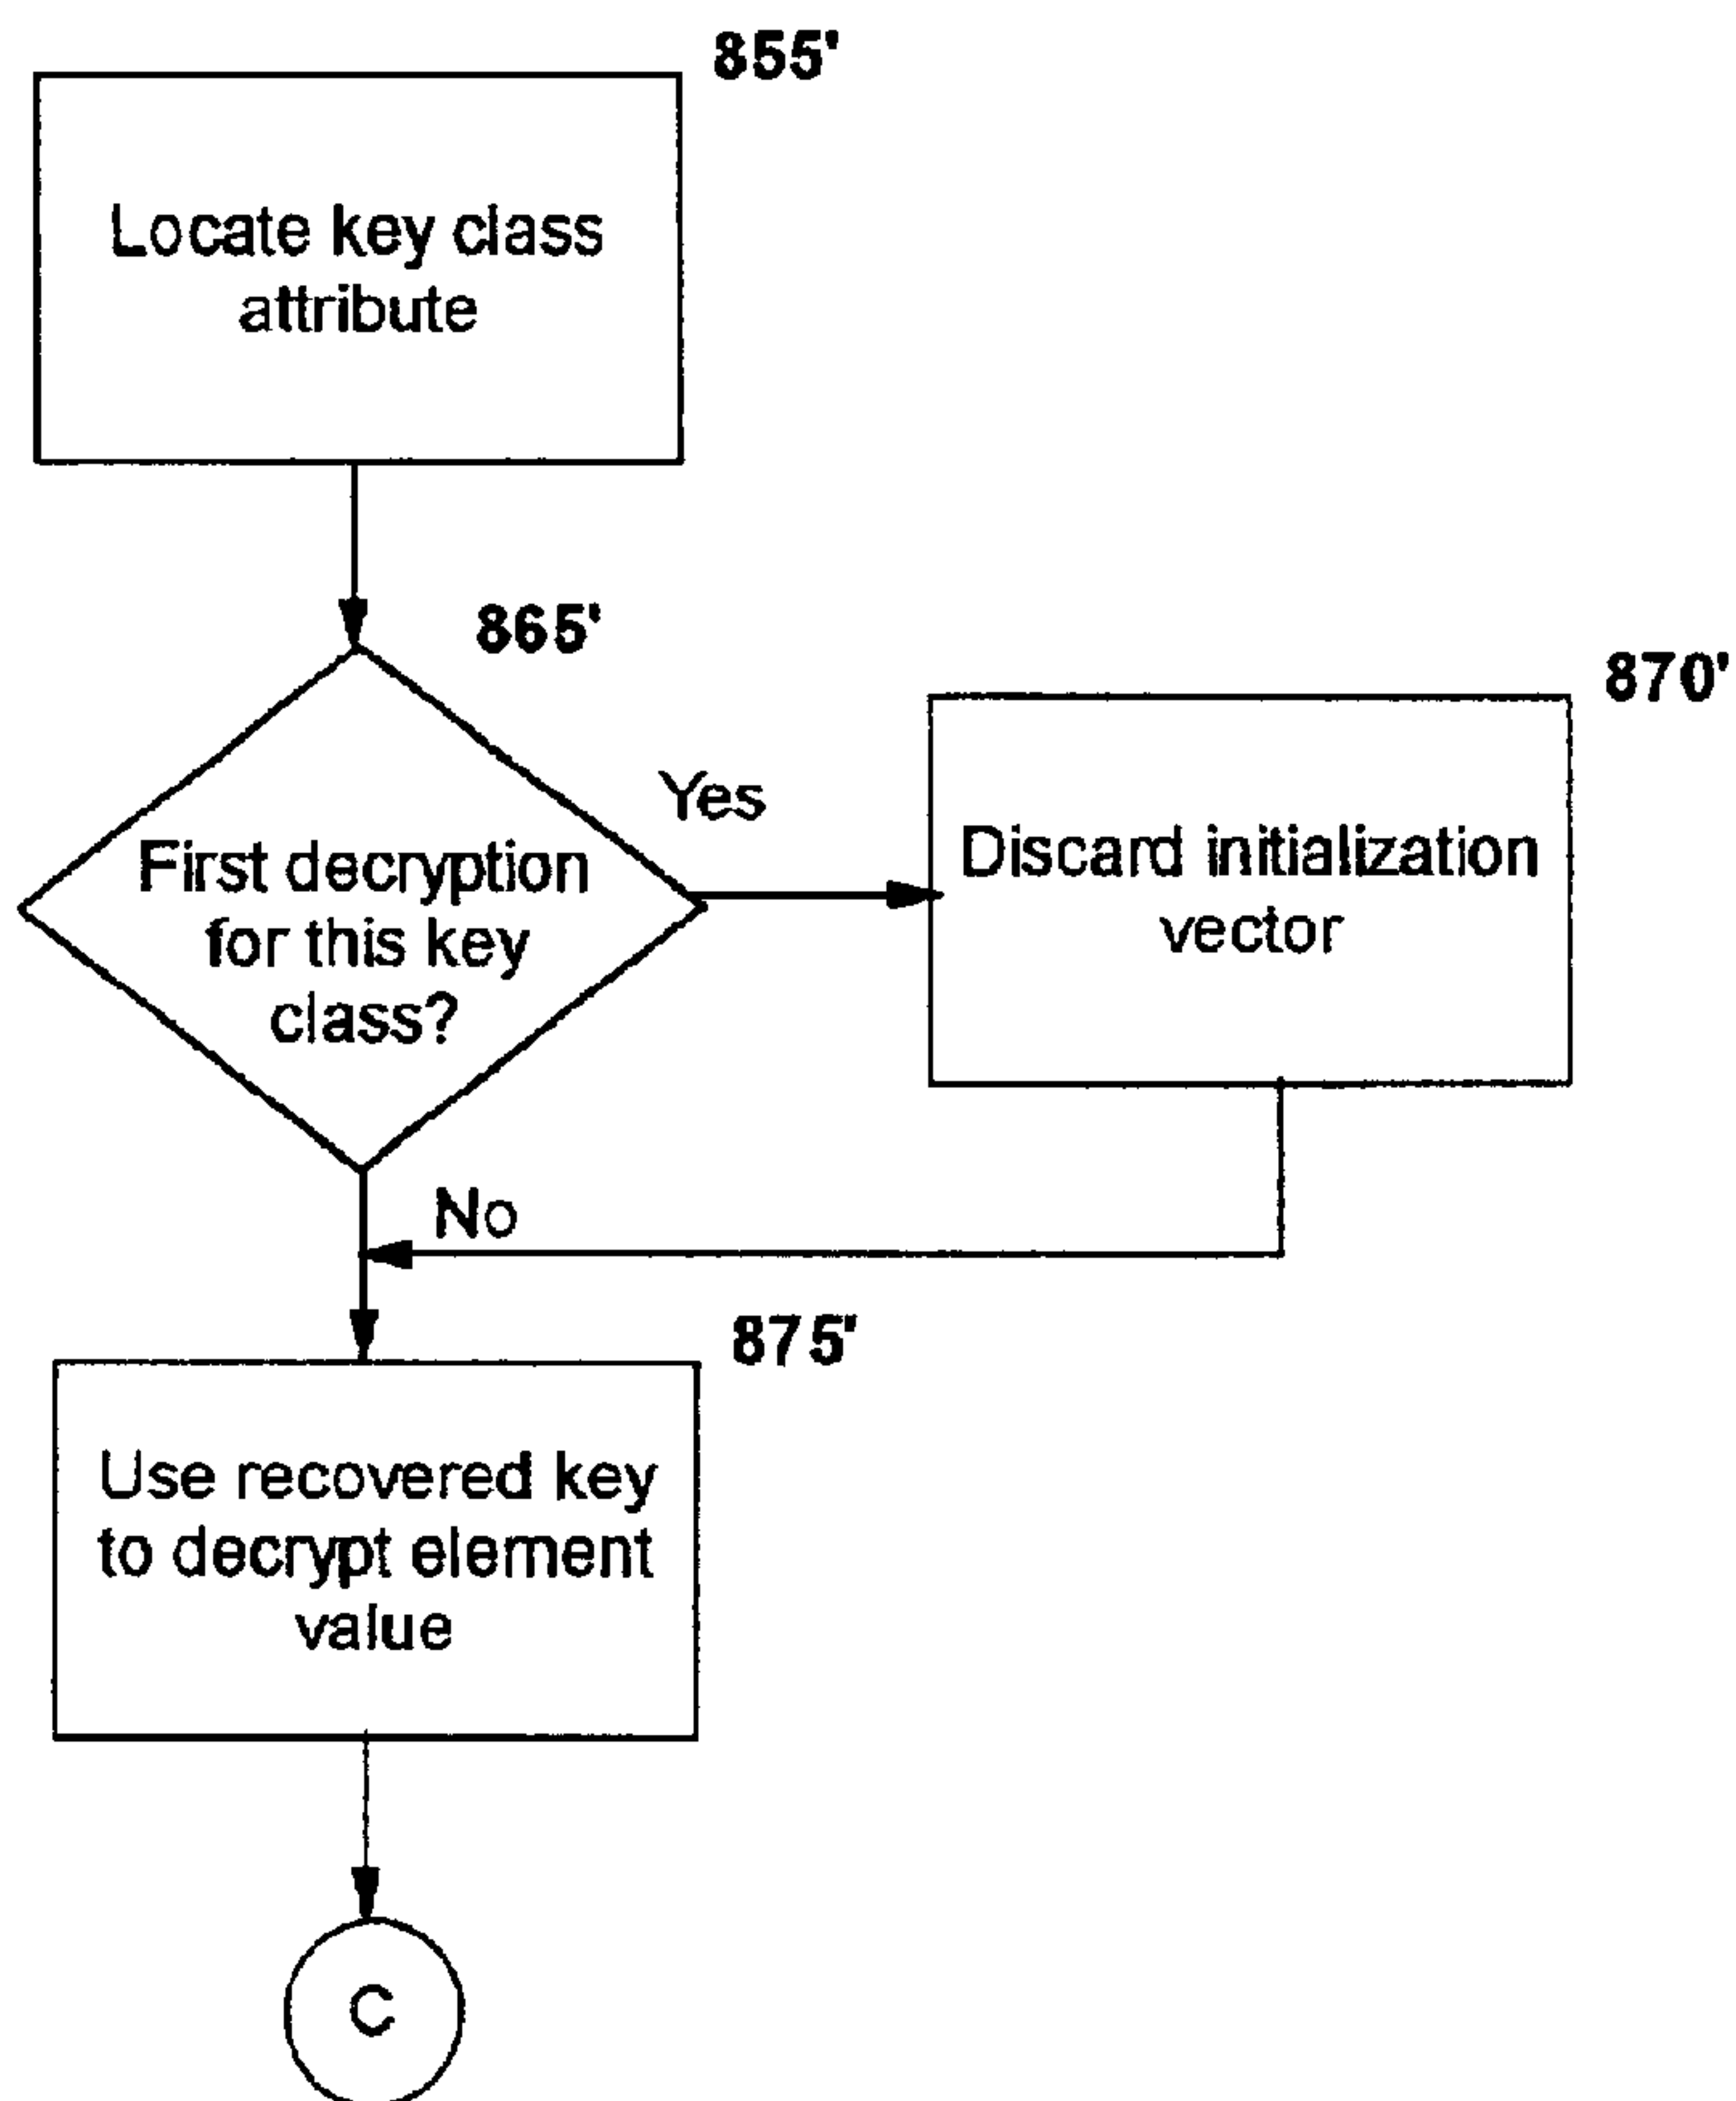 855'
Locate key class
attribute
865'
First decryption
for this key
class?
Yes
870'
Discard initialization
vector
No
875'
Use recovered key
to decrypt element
value
C